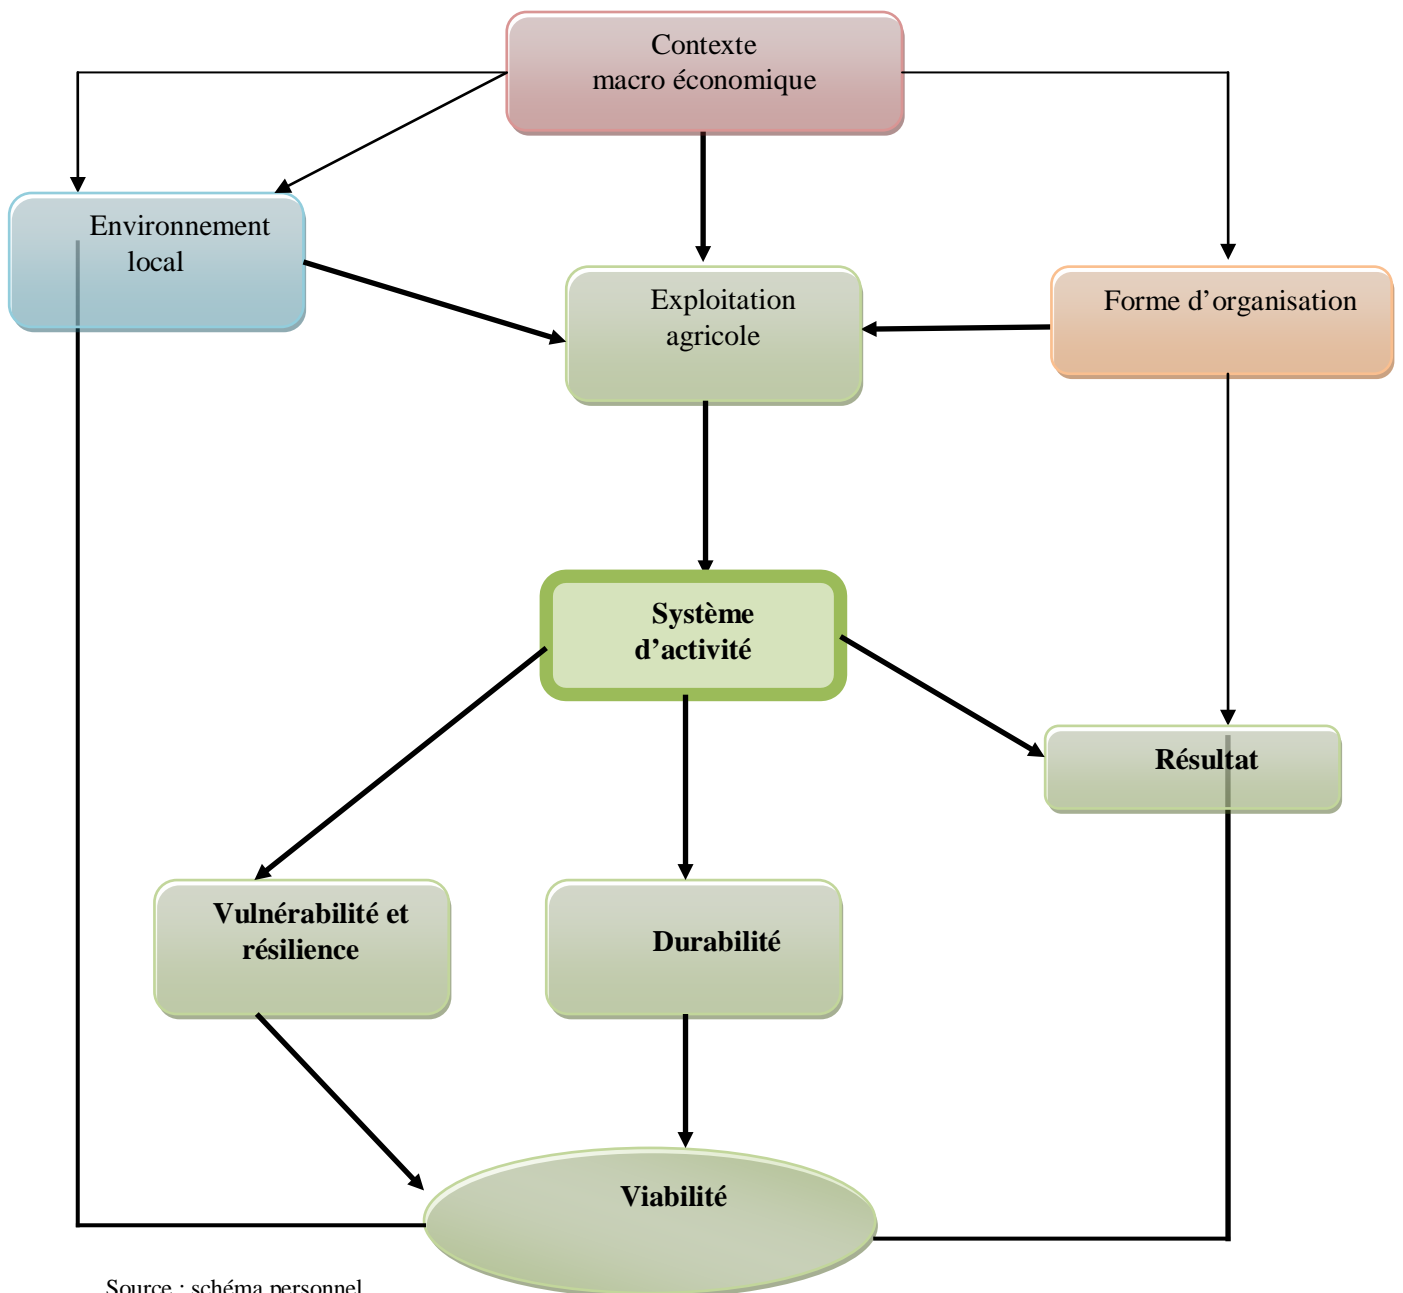 Contexte
macro économique
Environnement
local
Exploitation
agricole
Forme d’organisation
Système
d’activité
Résultat
Vulnérabilité et
résilience
Durabilité
Viabilité
Source : schéma personnel